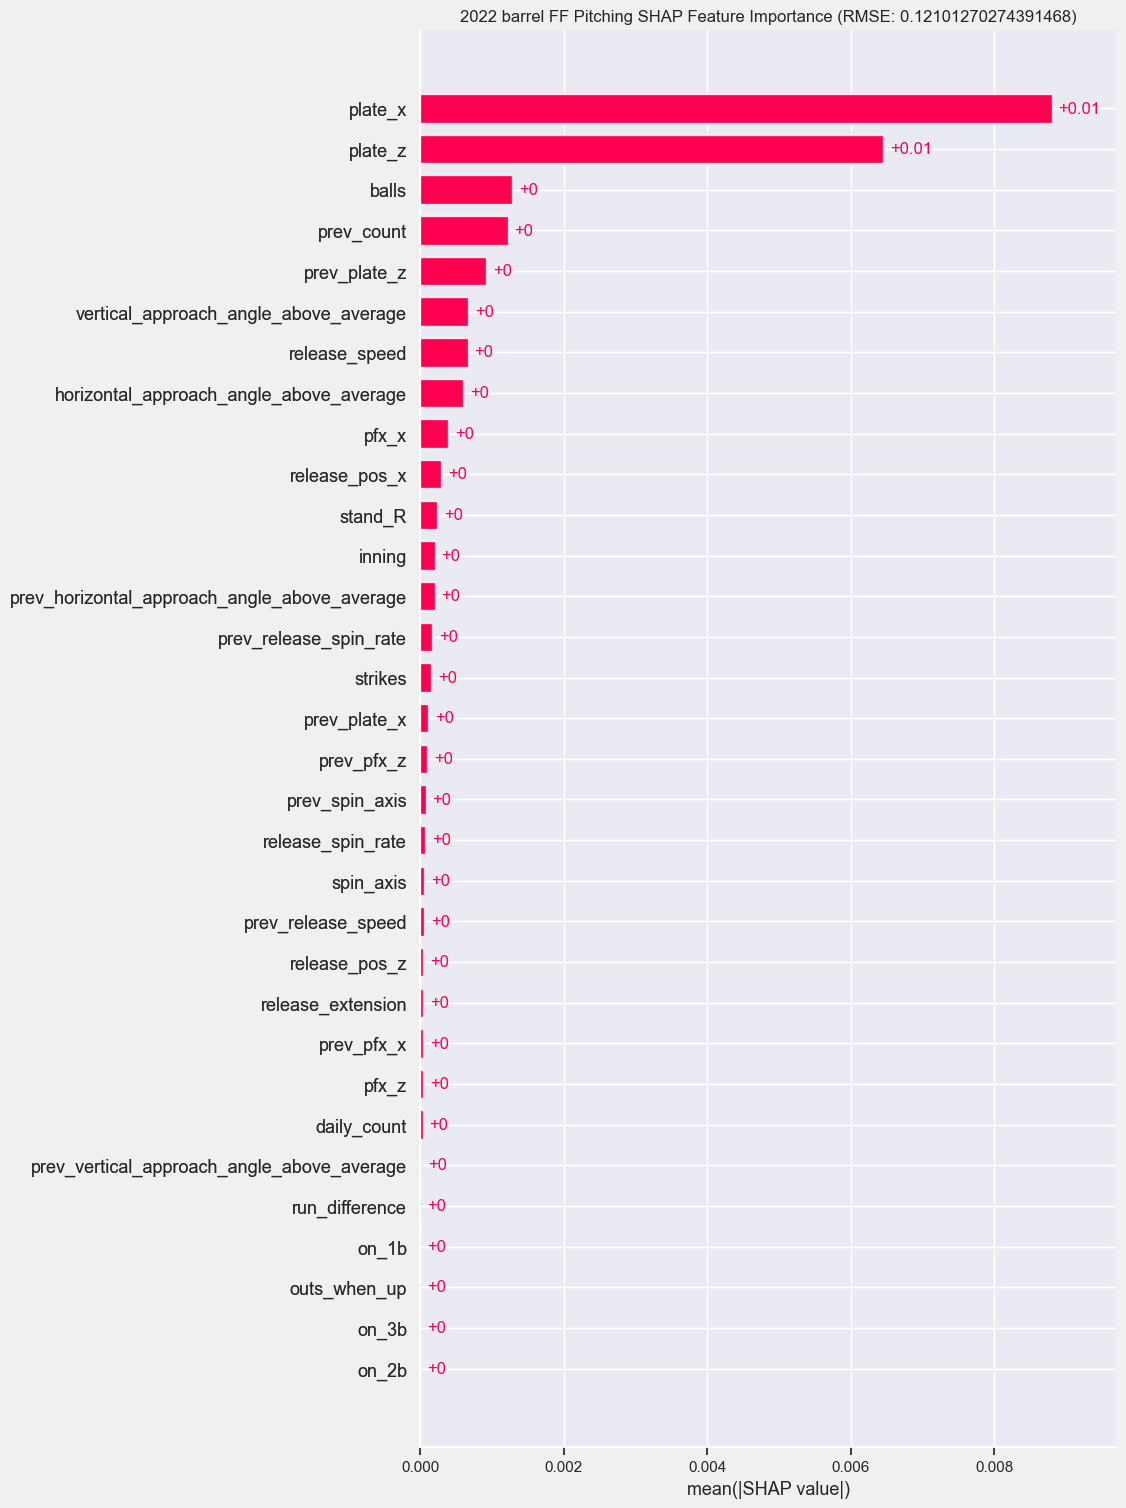 2022 barrel FF Pitching SHAP Feature Importance (RMSE: 0.12101270274391468)
plate_x +0.01
plate_z +0.01
balls +0
prev_count +0
prev_plate_z +0
vertical_approach_angle_above_average +0
release_speed +0
horizontal_approach_angle_above_average +0
pfx_x +0
release_pos_x +0
stand_R +0
inning +0
prev_horizontal_approach_angle_above_average +0
prev_release_spin_rate +0
strikes +0
prev_plate_x +0
prev_pfx_z +0
prev_spin_axis +0
release_spin_rate +0
spin_axis +0
prev_release_speed +0
release_pos_z +0
release_extension +0
prev_pfx_x +0
pfx_z +0
daily_count +0
prev_vertical_approach_angle_above_average +0
run_difference +0
on_1b +0
outs_when_up +0
on_3b +0
on_2b +0
0.000 0.002 0.004 0.006 0.008
mean(|SHAP value|)